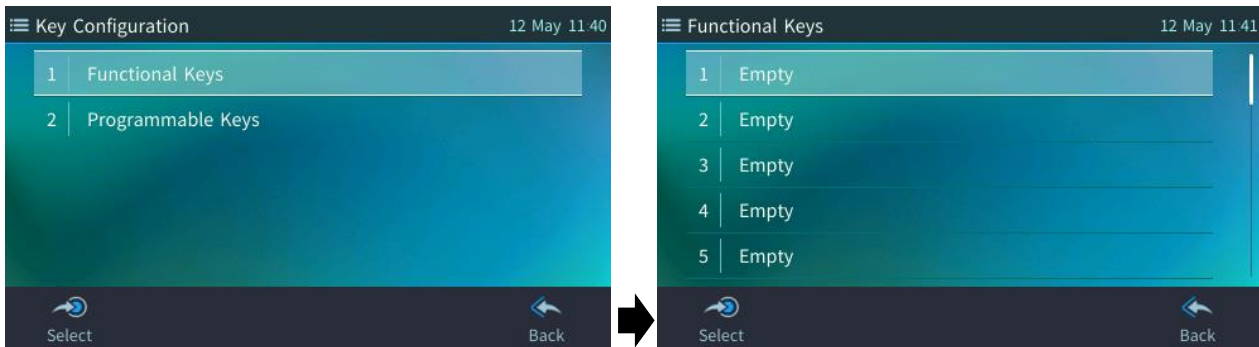 Key Configuration 12 May 11:40
1 Functional Keys
2 Programmable Keys
Select Back
Functional Keys 12 May 11:41
1 Empty
2 Empty
3 Empty
4 Empty
5 Empty
Select Back